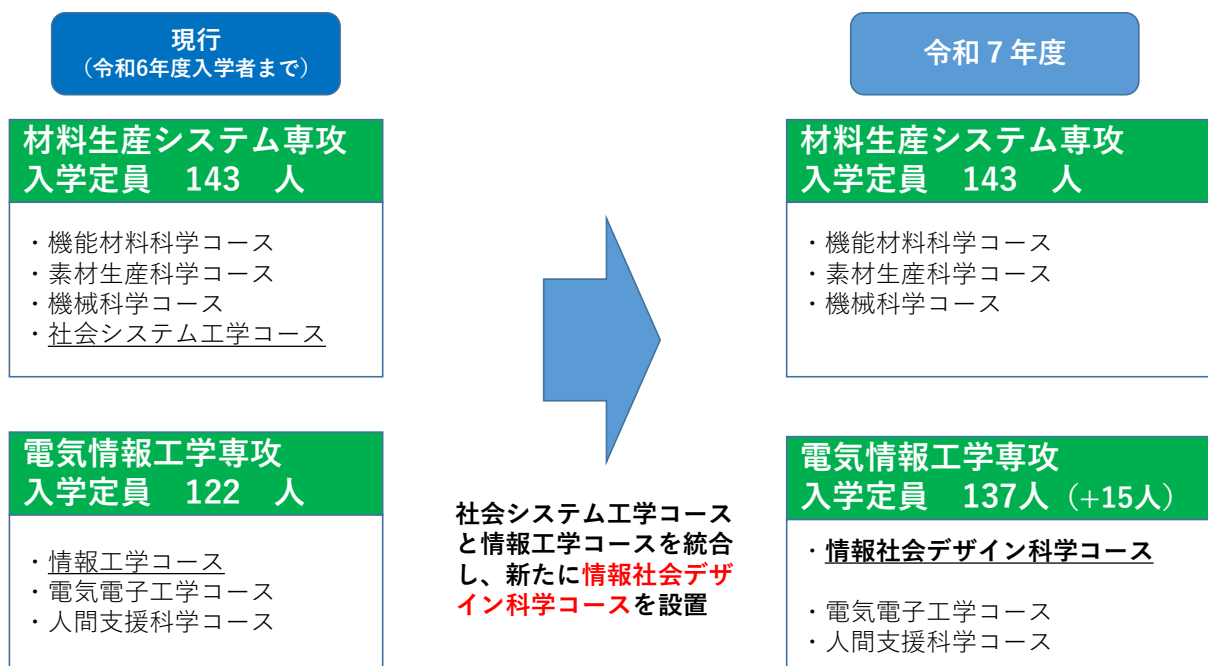 現行
(令和6年度入学者まで)
令和７年度
材料生産システム専攻
入学定員　143　人
・機能材料科学コース
・素材生産科学コース
・機械科学コース
・社会システム工学コース
材料生産システム専攻
入学定員　143　人
・機能材料科学コース
・素材生産科学コース
・機械科学コース
電気情報工学専攻
入学定員　122　人
・情報工学コース
・電気電子工学コース
・人間支援科学コース
社会システム工学コース
と情報工学コースを統合
し、新たに情報社会デザ
イン科学コースを設置
電気情報工学専攻
入学定員　137人（+15人）
・情報社会デザイン科学コース
・電気電子工学コース
・人間支援科学コース